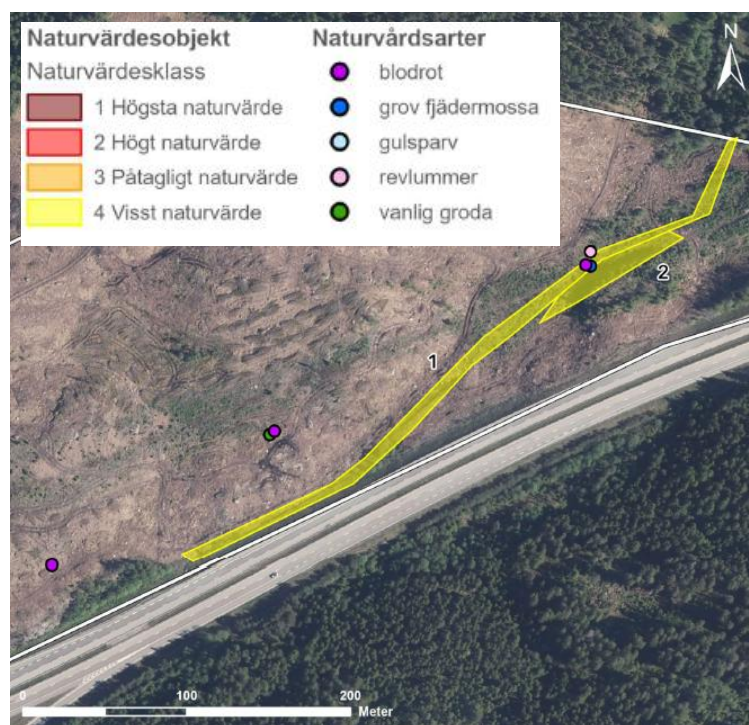 Naturvärdesobjekt
Naturvärdesklass
1 Högsta naturvärde
2 Högt naturvärde
3 Påtagligt naturvärde
4 Visst naturvärde
Naturvårdsarter
blodrot
grov fjädermossa
gulsparv
revlummer
vanlig groda
N
2
1
0
100
200
Meter